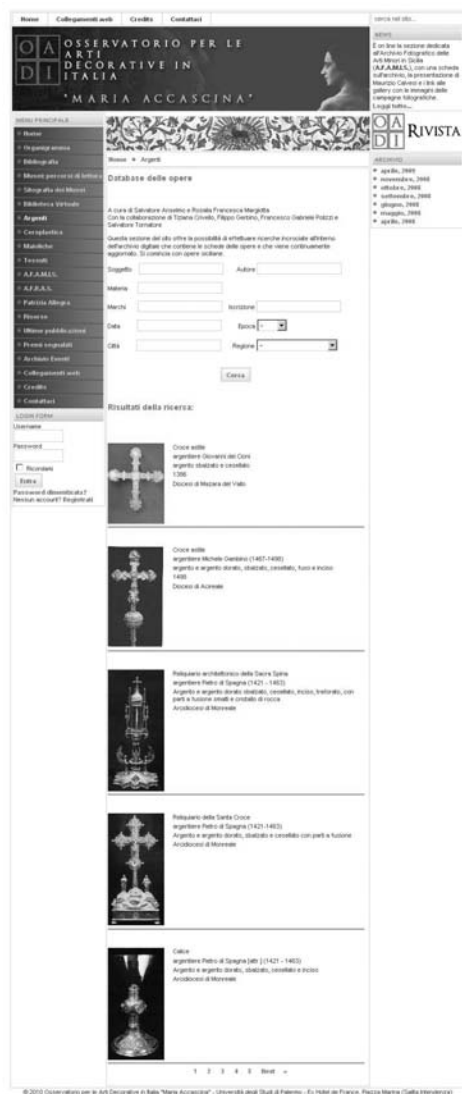 Home Collegamenti web Credits Contattaci
cerca nel sito...
OADI
OSSERVATORIO PER LE
ARTI
DECORATIVE IN
ITALIA
"MARIA ACCASCINA"
NEWS
È on line la sezione dedicata
all'Archivio Fotografico delle
Arti Minori in Sicilia
(A.F.A.M.I.S.), con una scheda
sull'archivio, la presentazione di
Maurizio Calvesi e i link alle
gallery con le immagini delle
campagne fotografiche.
Leggi tutto...
OADI RIVISTA
ARCHIVIO
aprile, 2009
novembre, 2008
ottobre, 2008
settembre, 2008
giugno, 2008
maggio, 2008
aprile, 2008
MENU PRINCIPALE
Home
Organigramma
Bibliografia
Musei percorsi di lettura
Sitografia dei Musei
Biblioteca Virtuale
Argenti
Ceroplastica
Maioliche
Tessuti
A.F.A.M.I.S.
A.F.R.A.S.
Patrizia Allegra
Risorse
Ultime pubblicazioni
Premi segnalati
Archivio Eventi
Collegamenti web
Credits
Contattaci
LOGIN FORM
Username
Password
Ricordami
Entra
Password dimenticata?
Nessun account? Registrati
Home Argenti
Database delle opere
A cura di Salvatore Anselmo e Rosalia Francesca Margiotta
Con la collaborazione di Tiziana Crivello, Filippo Gerbino, Francesco Gabriele Polizzi e
Salvatore Tornatore
Questa sezione del sito offre la possibilità di effettuare ricerche incrociate all'interno
dell'archivio digitale che contiene le schede delle opere e che viene continuamente
aggiornato. Si comincia con opere siciliane.
Soggetto Autore
Materia
Marchi Iscrizione
Data Epoca -
Città Regione -
Cerca
Risultati della ricerca:
Croce astile
argentiere Giovanni dei Cioni
argento sbalzato e cesellato
1386
Diocesi di Mazara del Vallo
Croce astile
argentiere Michele Gambino (1487-1498)
argento e argento dorato, sbalzato, cesellato, fuso e inciso
1498
Diocesi di Acireale
Reliquiario architettonico della Sacra Spina
argentiere Pietro di Spagna (1421 - 1463)
Argento e argento dorato sbalzato, cesellato, inciso, traforato, con
parti a fusione smalti e cristallo di rocca
Arcidiocesi di Monreale
Reliquiario della Santa Croce
argentiere Pietro di Spagna (1421-1463)
Argento e argento dorato, sbalzato e cesellato con parti a fusione
Arcidiocesi di Monreale
Calice
argentiere Pietro di Spagna [attr.] (1421 - 1463)
Argento e argento dorato, sbalzato, cesellato e inciso
Arcidiocesi di Monreale
1 2 3 4 5 Next »
© 2010 Osservatorio per le Arti Decorative in Italia "Maria Accascina" - Università degli Studi di Palermo - Ex Hotel de France, Piazza Marina (Salita Intendenza)